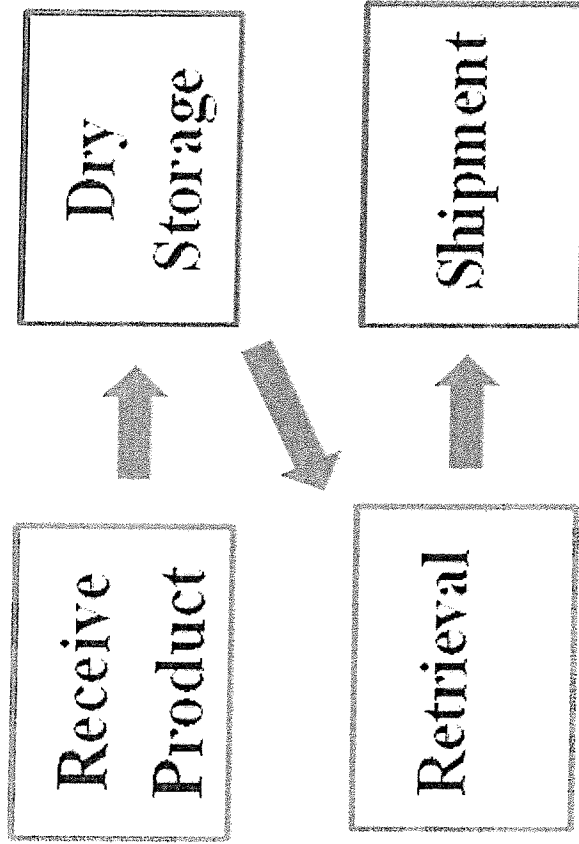 Receive
Product
Dry
Storage
Retrieval
Shipment